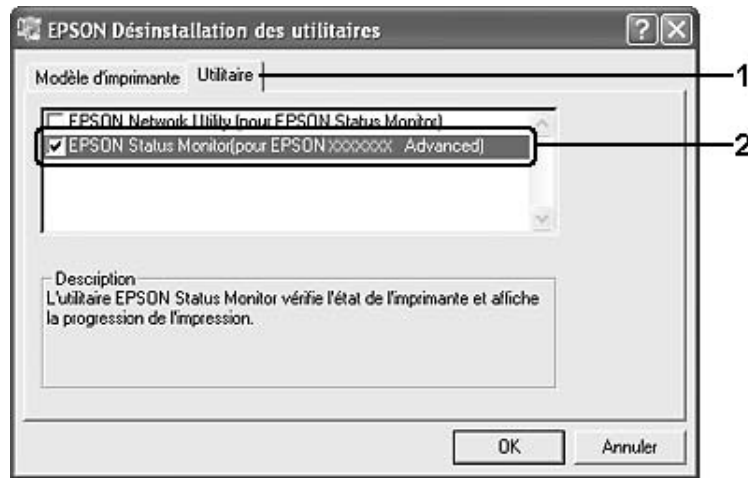 EPSON Désinstallation des utilitaires
Modèle d'imprimante Utilitaire
1
EPSON Network Utility (pour EPSON Status Monitor)
EPSON Status Monitor(pour EPSON XXXXXXX Advanced)
2
Description
L'utilitaire EPSON Status Monitor vérifie l'état de l'imprimante et affiche
la progression de l'impression.
OK Annuler